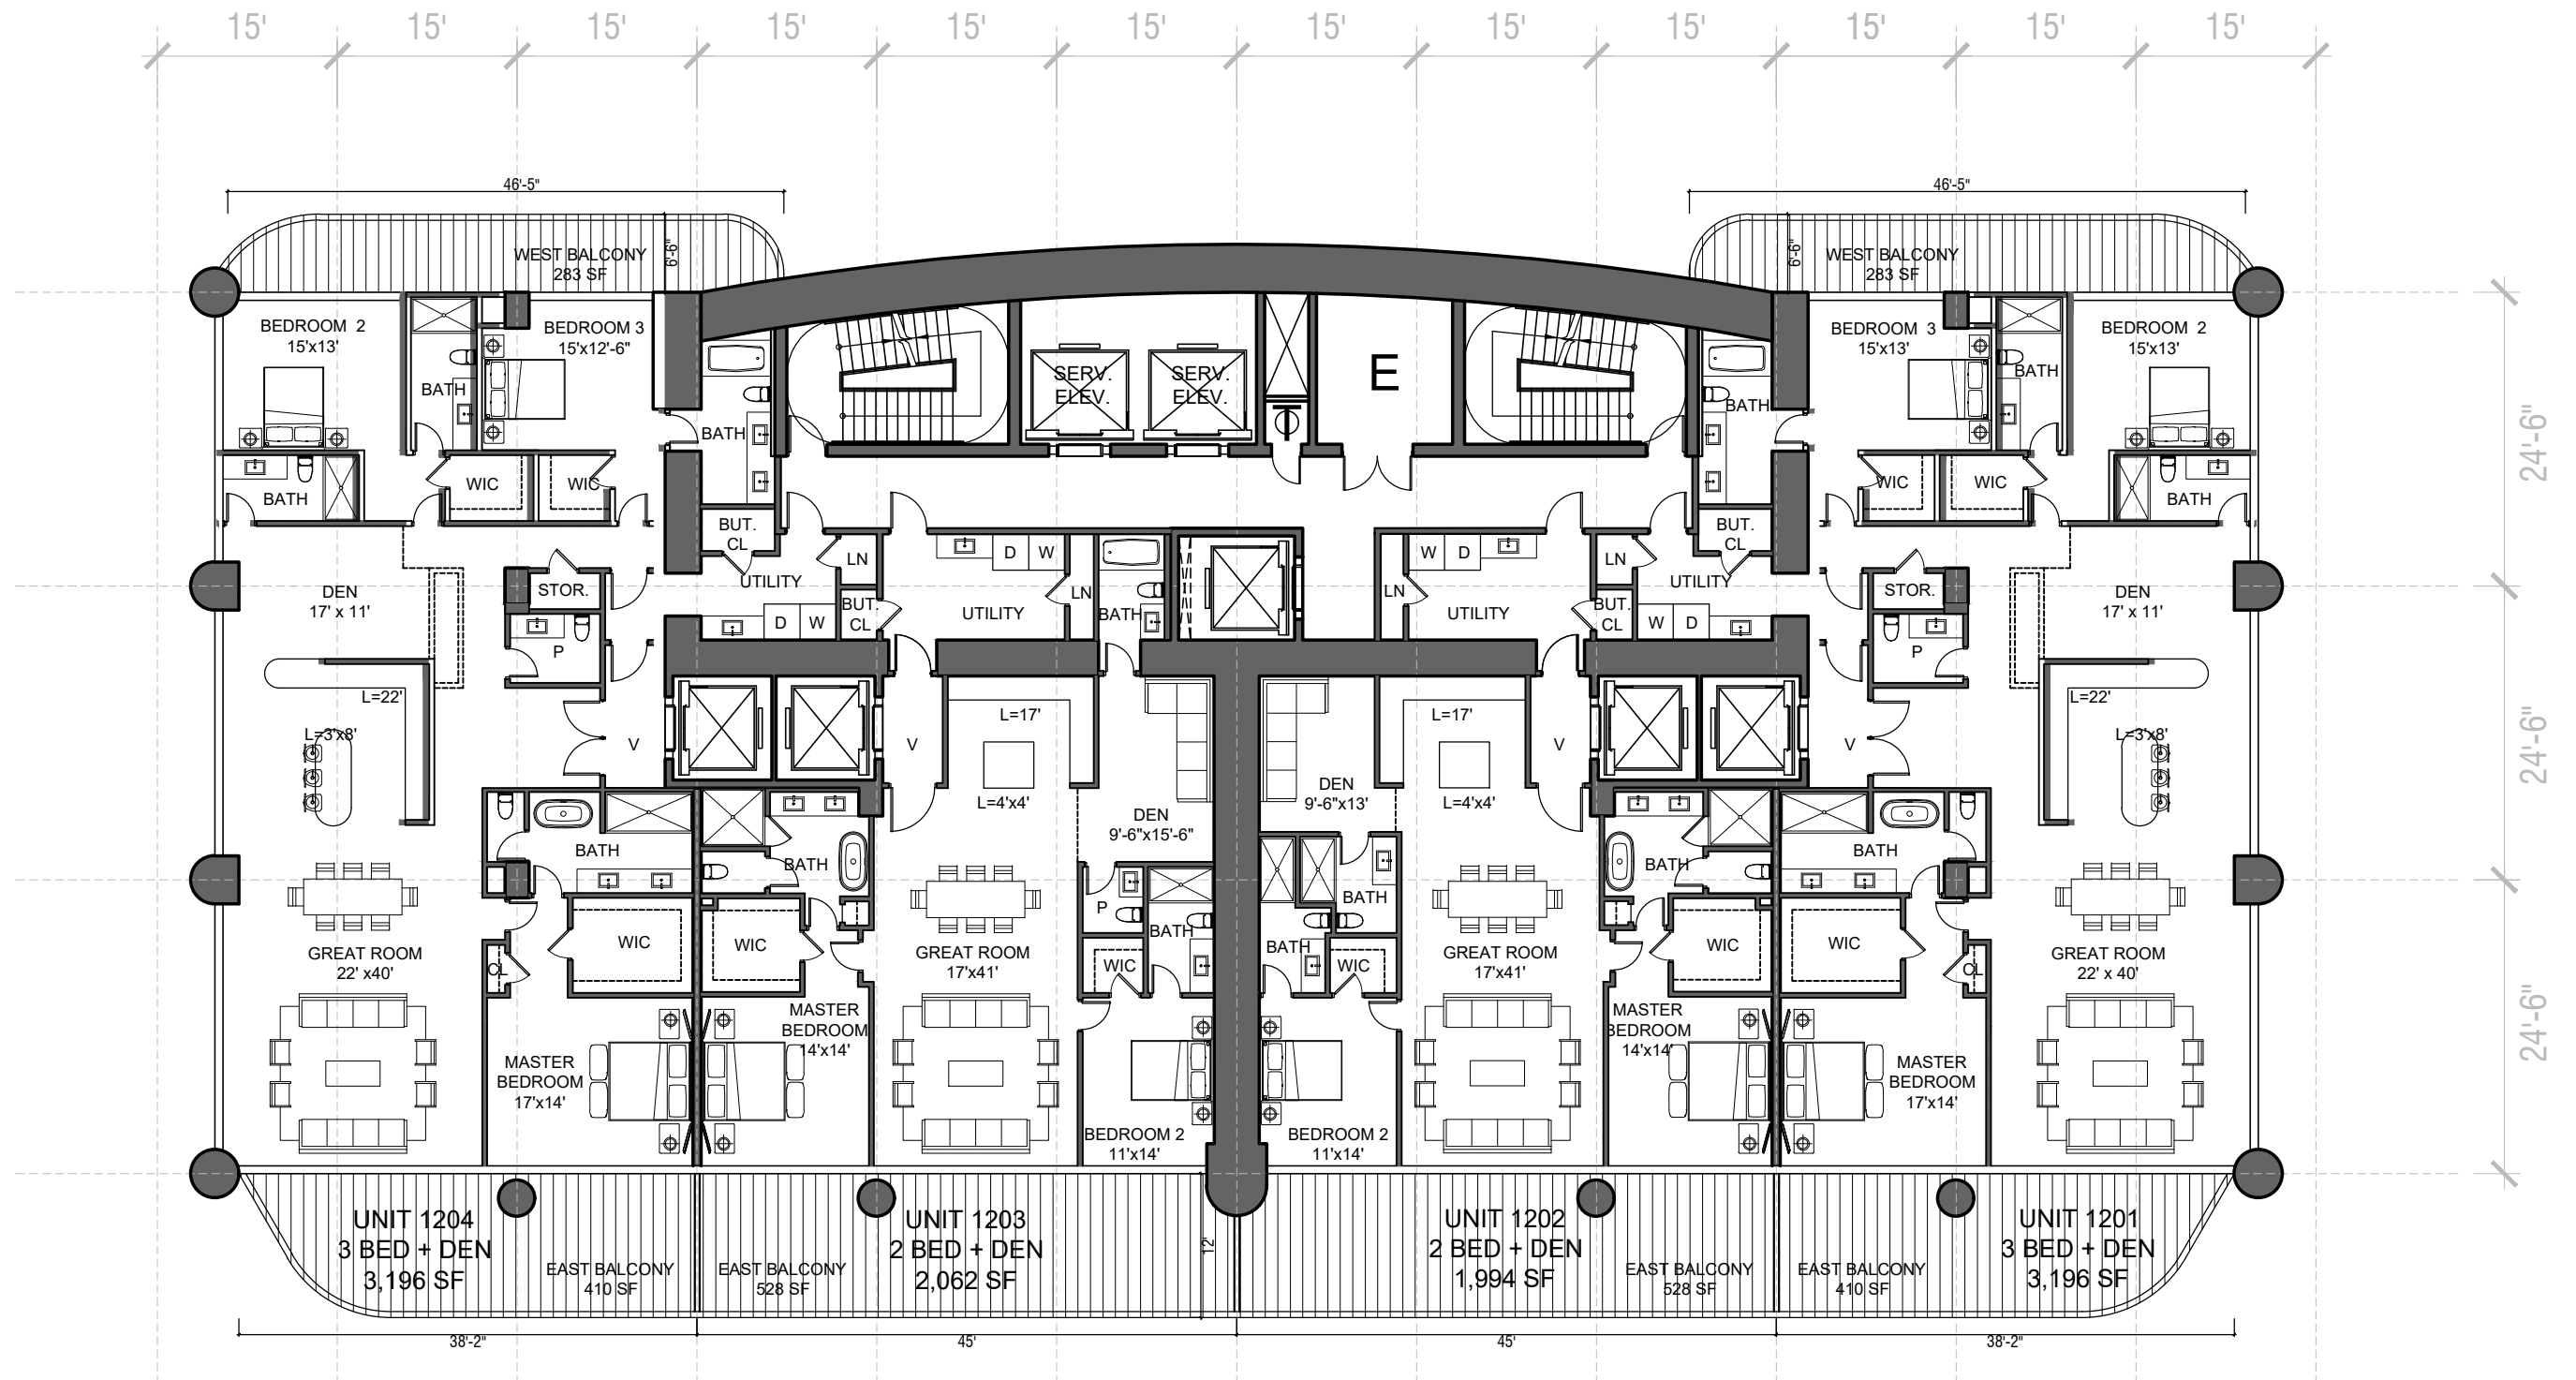 15' 15' 15' 15' 15' 15' 15' 15' 15' 15' 15' 15'
46'-5" 46'-5"
WEST BALCONY
283 SF
6'-6"
6'-6"
WEST BALCONY
283 SF
BEDROOM 2
15'x13'
BEDROOM 3
15'x12'-6"
SERV.
ELEV.
SERV.
ELEV.
E
BEDROOM 3
15'x13'
BEDROOM 2
15'x13'
BATH
BATH
T
BATH
BATH
24'-6"
BATH
WIC
WIC
WIC
WIC
BATH
BUT.
CL
LN
D W
W D
LN
BUT.
CL
UTILITY
UTILITY
DEN
17' x 11'
STOR.
D W
BUT.
CL
UTILITY
LN
BATH
LN
UTILITY
BUT.
CL
W D
STOR.
DEN
17' x 11'
P
P
L=22'
L=3'x8'
V
V
L=17'
L=4'x4'
L=17'
L=4'x4'
V
V
L=22'
L=3'x8'
24'-6"
DEN
9'-6"x15'-6"
DEN
9'-6"x13'
BATH
BATH
BATH
BATH
P
BATH
BATH
BATH
GREAT ROOM
22' x40'
WIC
WIC
GREAT ROOM
17'x41'
WIC
WIC
GREAT ROOM
17'x41'
WIC
WIC
GREAT ROOM
22' x 40'
CL
CL
24'-6"
MASTER
BEDROOM
17'x14'
MASTER
BEDROOM
14'x14'
MASTER
BEDROOM
14'x14'
MASTER
BEDROOM
17'x14'
BEDROOM 2
11'x14'
BEDROOM 2
11'x14'
UNIT 1204
3 BED + DEN
3,196 SF
EAST BALCONY
410 SF
EAST BALCONY
528 SF
UNIT 1203
2 BED + DEN
2,062 SF
12'
UNIT 1202
2 BED + DEN
1,994 SF
EAST BALCONY
528 SF
EAST BALCONY
410 SF
UNIT 1201
3 BED + DEN
3,196 SF
38'-2" 45' 45' 38'-2"